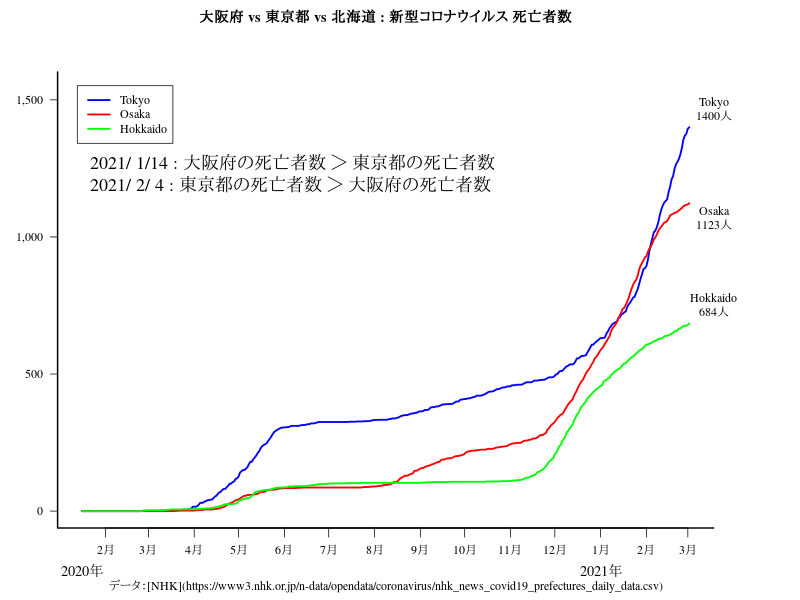 大阪府 vs 東京都 vs 北海道 : 新型コロナウイルス 死亡者数
Tokyo
Osaka
Hokkaido
2021/ 1/14 : 大阪府の死亡者数 ＞ 東京都の死亡者数
2021/ 2/ 4 : 東京都の死亡者数 ＞ 大阪府の死亡者数
1,500
1,000
500
0
Tokyo
1400人
Osaka
1123人
Hokkaido
684人
2月 3月 4月 5月 6月 7月 8月 9月 10月 11月 12月 1月 2月 3月
2020年 2021年
データ：[NHK](https://www3.nhk.or.jp/n-data/opendata/coronavirus/nhk_news_covid19_prefectures_daily_data.csv)